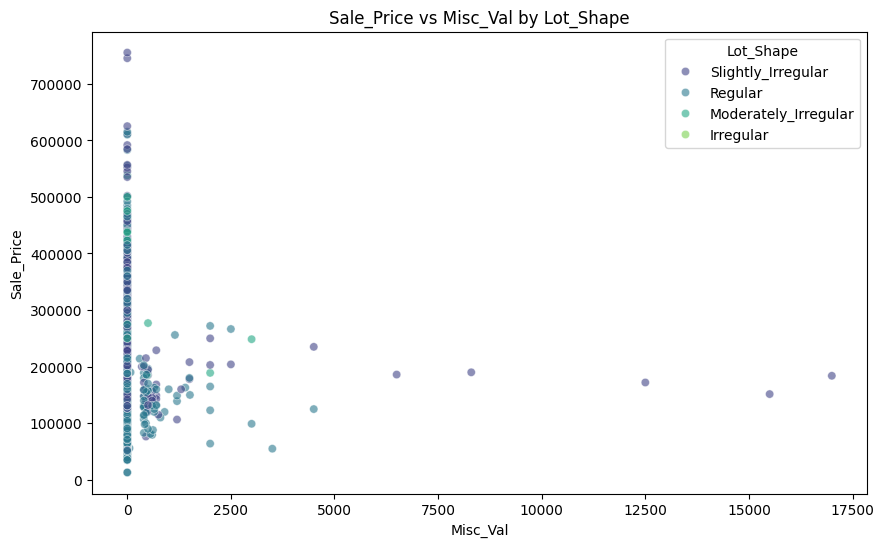 Sale_Price vs Misc_Val by Lot_Shape
Lot_Shape
Slightly_Irregular
Regular
Moderately_Irregular
Irregular
Sale_Price
700000
600000
500000
400000
300000
200000
100000
0
0 2500 5000 7500 10000 12500 15000 17500
Misc_Val